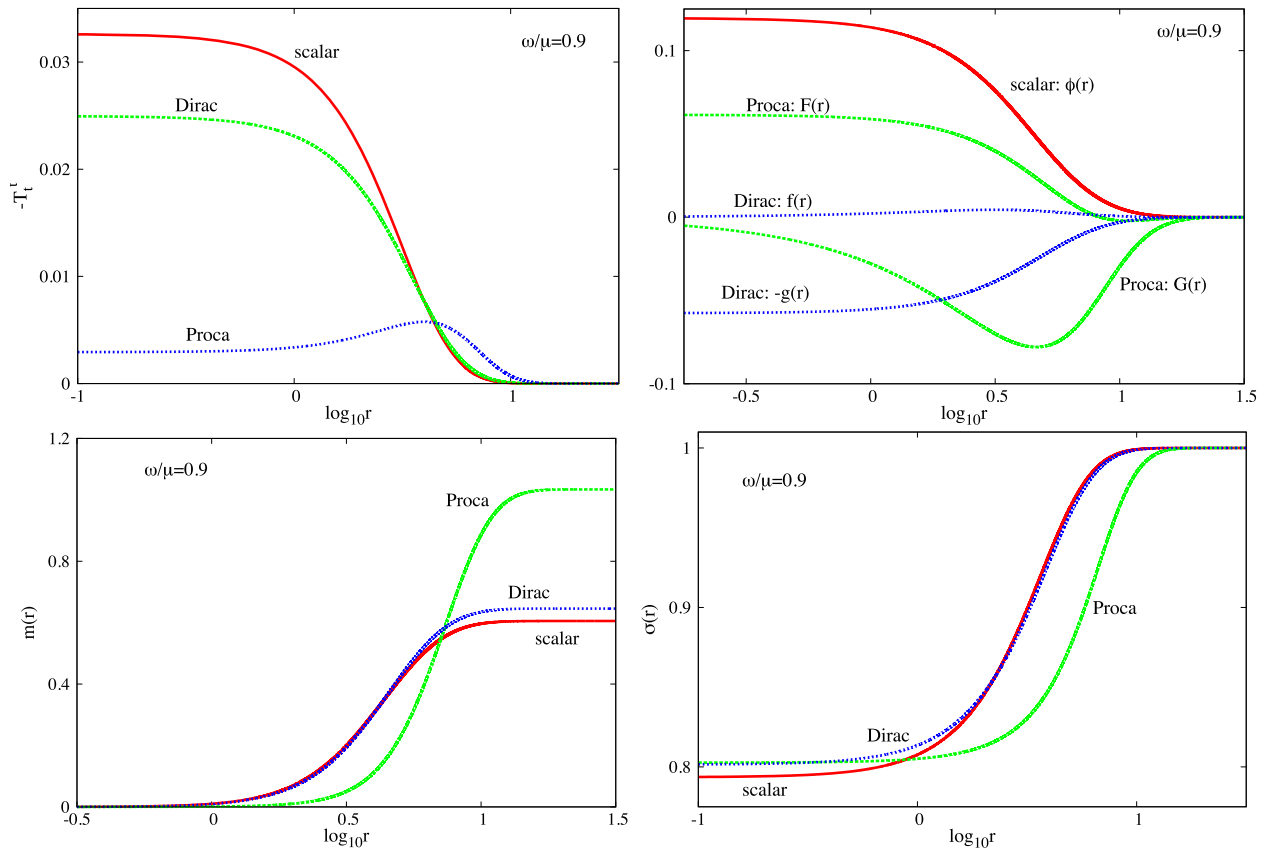 ω/μ=0.9
scalar
Dirac
Proca
0.03
0.02
0.01
0
-T_t^t
-1
0
1
log₁₀r
ω/μ=0.9
scalar: ϕ(r)
Proca: F(r)
Dirac: f(r)
Dirac: -g(r)
Proca: G(r)
0.1
0
-0.1
-0.5
0
0.5
1
1.5
log₁₀r
ω/μ=0.9
Proca
Dirac
scalar
1.2
0.8
0.4
0
m(r)
-0.5
0
0.5
1
1.5
log₁₀r
ω/μ=0.9
Proca
Dirac
scalar
1
0.9
0.8
σ(r)
-1
0
1
log₁₀r